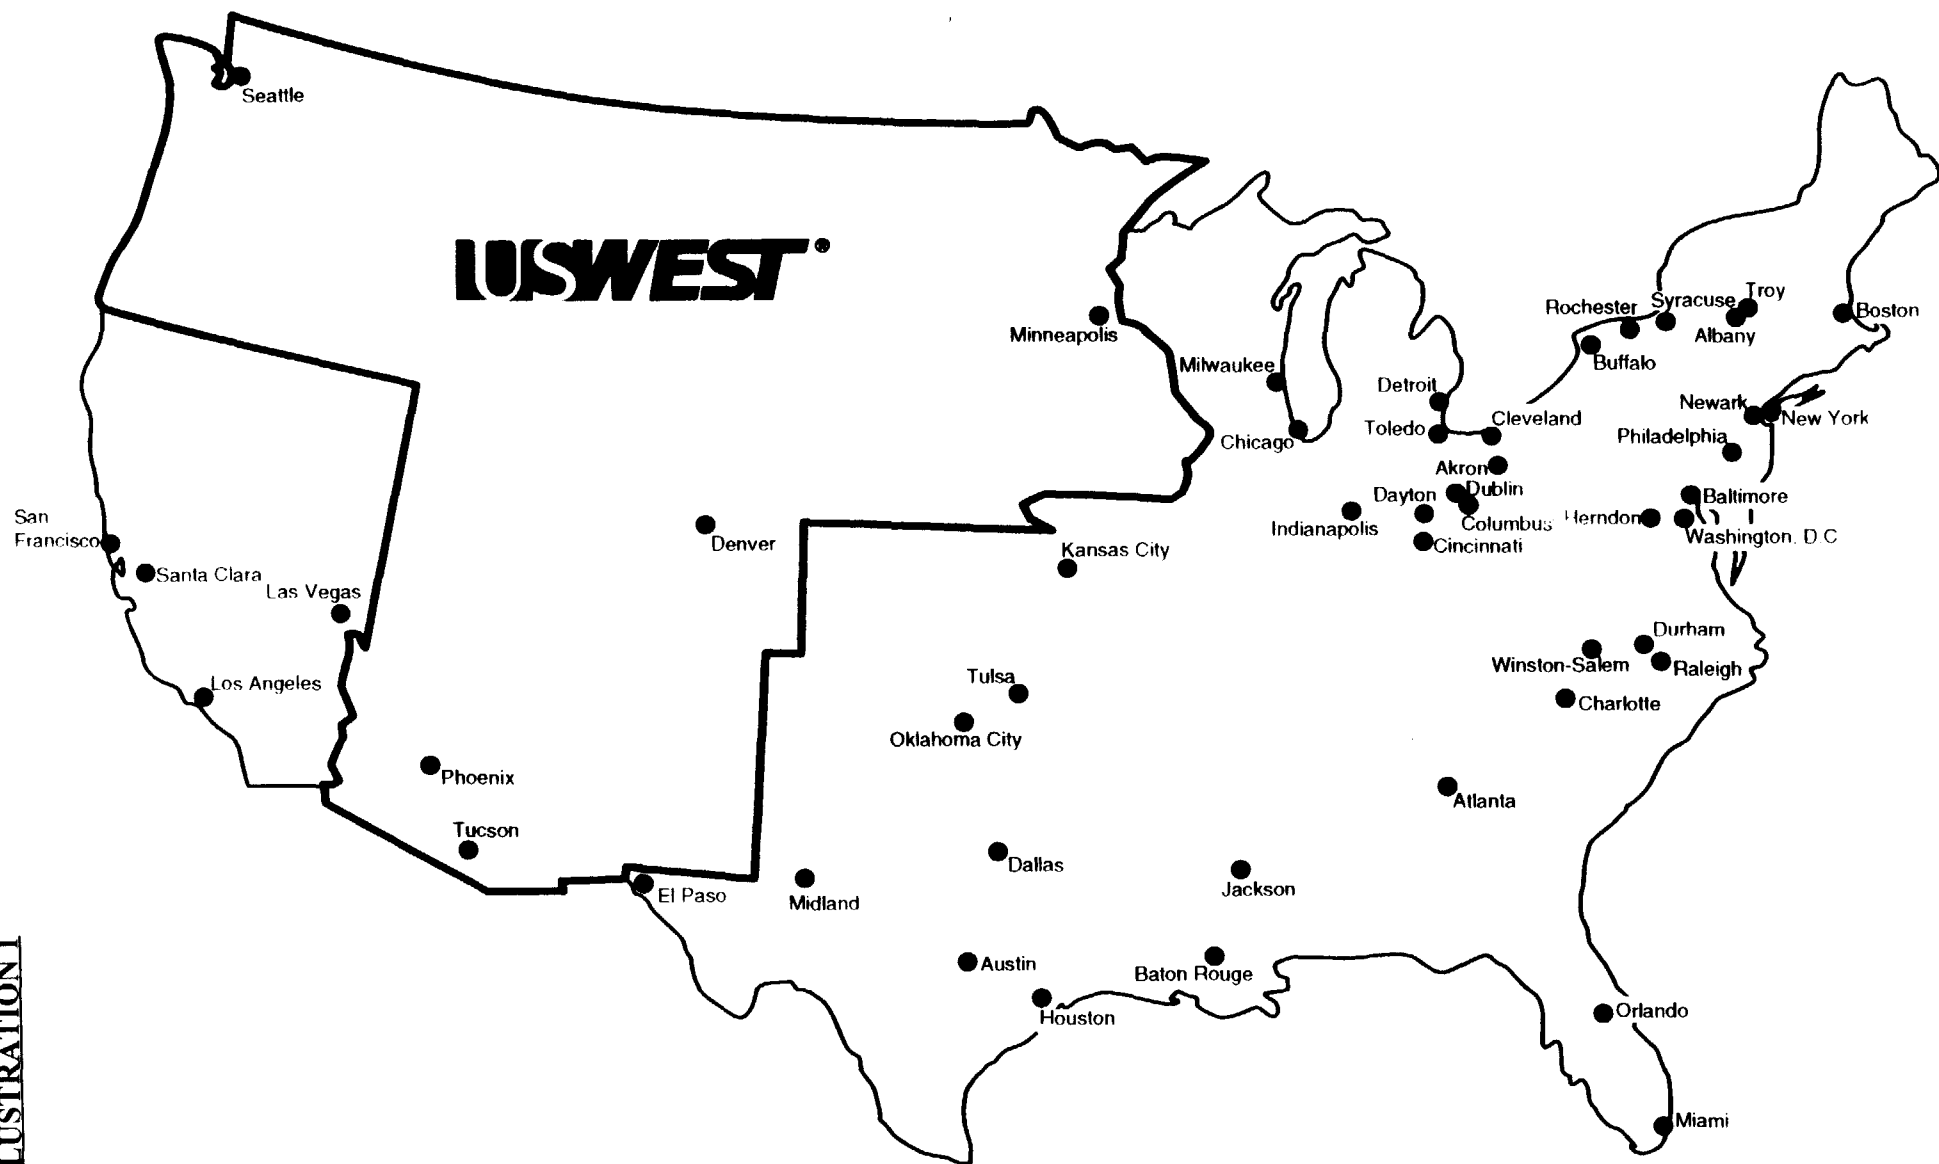 Seattle
USWEST®
Minneapolis
Milwaukee
Chicago
Detroit
Toledo
Cleveland
Akron
Dublin
Dayton
Columbus
Indianapolis
Cincinnati
Rochester
Syracuse
Troy
Albany
Buffalo
Boston
Newark
New York
Philadelphia
Baltimore
Herndon
Washington, D.C
San
Francisco
Santa Clara
Las Vegas
Los Angeles
Denver
Kansas City
Tulsa
Oklahoma City
Phoenix
Tucson
El Paso
Midland
Dallas
Austin
Houston
Jackson
Baton Rouge
Durham
Winston-Salem
Raleigh
Charlotte
Atlanta
Orlando
Miami
LUSTRATION I